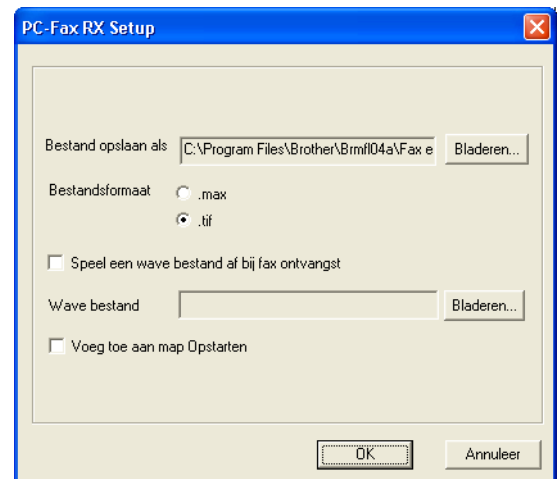 PC-Fax RX Setup
Bestand opslaan als C:\Program Files\Brother\Brmfl04a\Fax e Bladeren...
Bestandsformaat .max
.tif
Speel een wave bestand af bij fax ontvangst
Wave bestand Bladeren...
Voeg toe aan map Opstarten
OK Annuleer